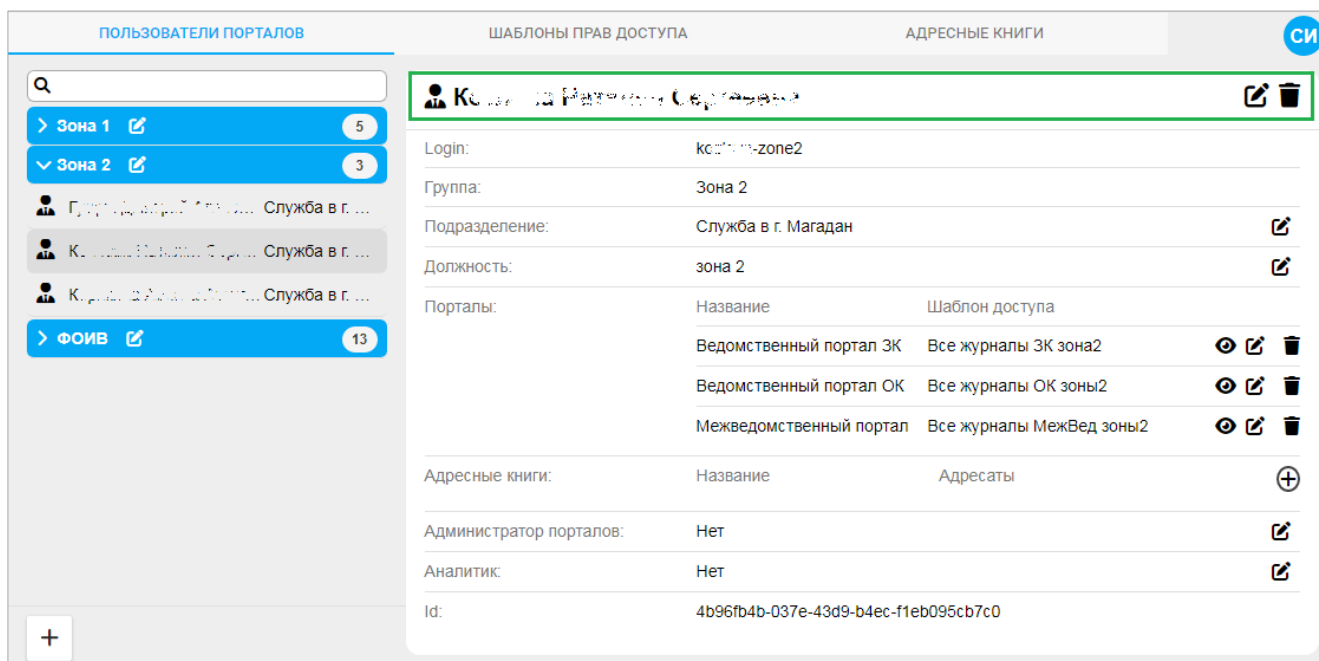 ПОЛЬЗОВАТЕЛИ ПОРТАЛОВ ШАБЛОНЫ ПРАВ ДОСТУПА АДРЕСНЫЕ КНИГИ СИ
Зона 1 5
Зона 2 3
Служба в г. ...
Служба в г. ...
Служба в г. ...
ФОИВ 13
Login: -zone2
Группа: Зона 2
Подразделение: Служба в г. Магадан
Должность: зона 2
Порталы: Название Шаблон доступа
Ведомственный портал ЗК Все журналы ЗК зона2
Ведомственный портал ОК Все журналы ОК зоны2
Межведомственный портал Все журналы МежВед зоны2
Адресные книги: Название Адресаты
Администратор порталов: Нет
Аналитик: Нет
Id: 4b96fb4b-037e-43d9-b4ec-f1eb095cb7c0